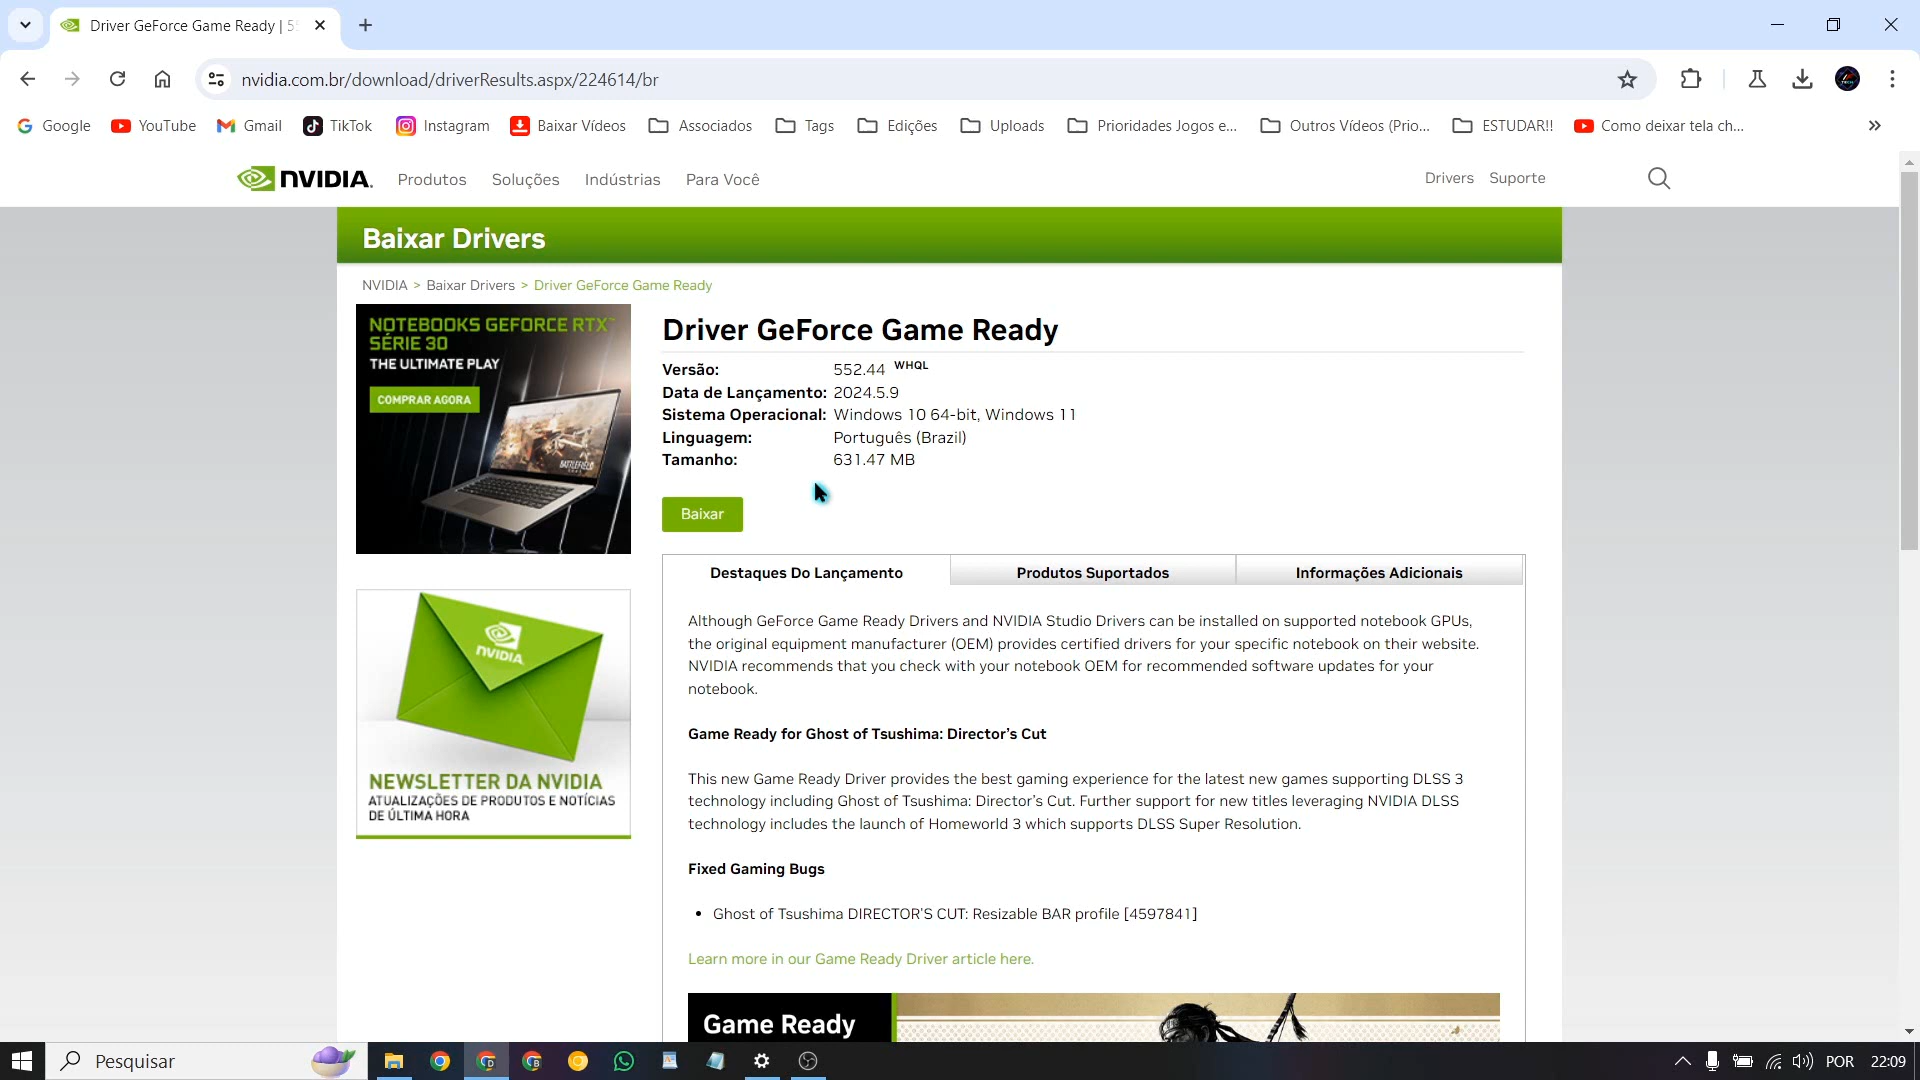 Driver GeForce Game Ready | 5
nvidia.com.br/download/driverResults.aspx/224614/br
Google
YouTube
Gmail
TikTok
Instagram
Baixar Vídeos
Associados
Tags
Edições
Uploads
Prioridades Jogos e...
Outros Vídeos (Prio...
ESTUDAR!!
Como deixar tela ch...
NVIDIA.
Produtos
Soluções
Indústrias
Para Você
Drivers
Suporte
Baixar Drivers
NVIDIA > Baixar Drivers > Driver GeForce Game Ready
NOTEBOOKS GEFORCE RTX™
SÉRIE 30
THE ULTIMATE PLAY
COMPRAR AGORA
BATTLEFIELD
Driver GeForce Game Ready
Versão: 552.44 WHQL
Data de Lançamento: 2024.5.9
Sistema Operacional: Windows 10 64-bit, Windows 11
Linguagem: Português (Brazil)
Tamanho: 631.47 MB
Baixar
NVIDIA.
NEWSLETTER DA NVIDIA
ATUALIZAÇÕES DE PRODUTOS E NOTÍCIAS
DE ÚLTIMA HORA
Destaques Do Lançamento
Produtos Suportados
Informações Adicionais
Although GeForce Game Ready Drivers and NVIDIA Studio Drivers can be installed on supported notebook GPUs,
the original equipment manufacturer (OEM) provides certified drivers for your specific notebook on their website.
NVIDIA recommends that you check with your notebook OEM for recommended software updates for your
notebook.
Game Ready for Ghost of Tsushima: Director's Cut
This new Game Ready Driver provides the best gaming experience for the latest new games supporting DLSS 3
technology including Ghost of Tsushima: Director's Cut. Further support for new titles leveraging NVIDIA DLSS
technology includes the launch of Homeworld 3 which supports DLSS Super Resolution.
Fixed Gaming Bugs
• Ghost of Tsushima DIRECTOR'S CUT: Resizable BAR profile [4597841]
Learn more in our Game Ready Driver article here.
Game Ready
Pesquisar
POR
22:09